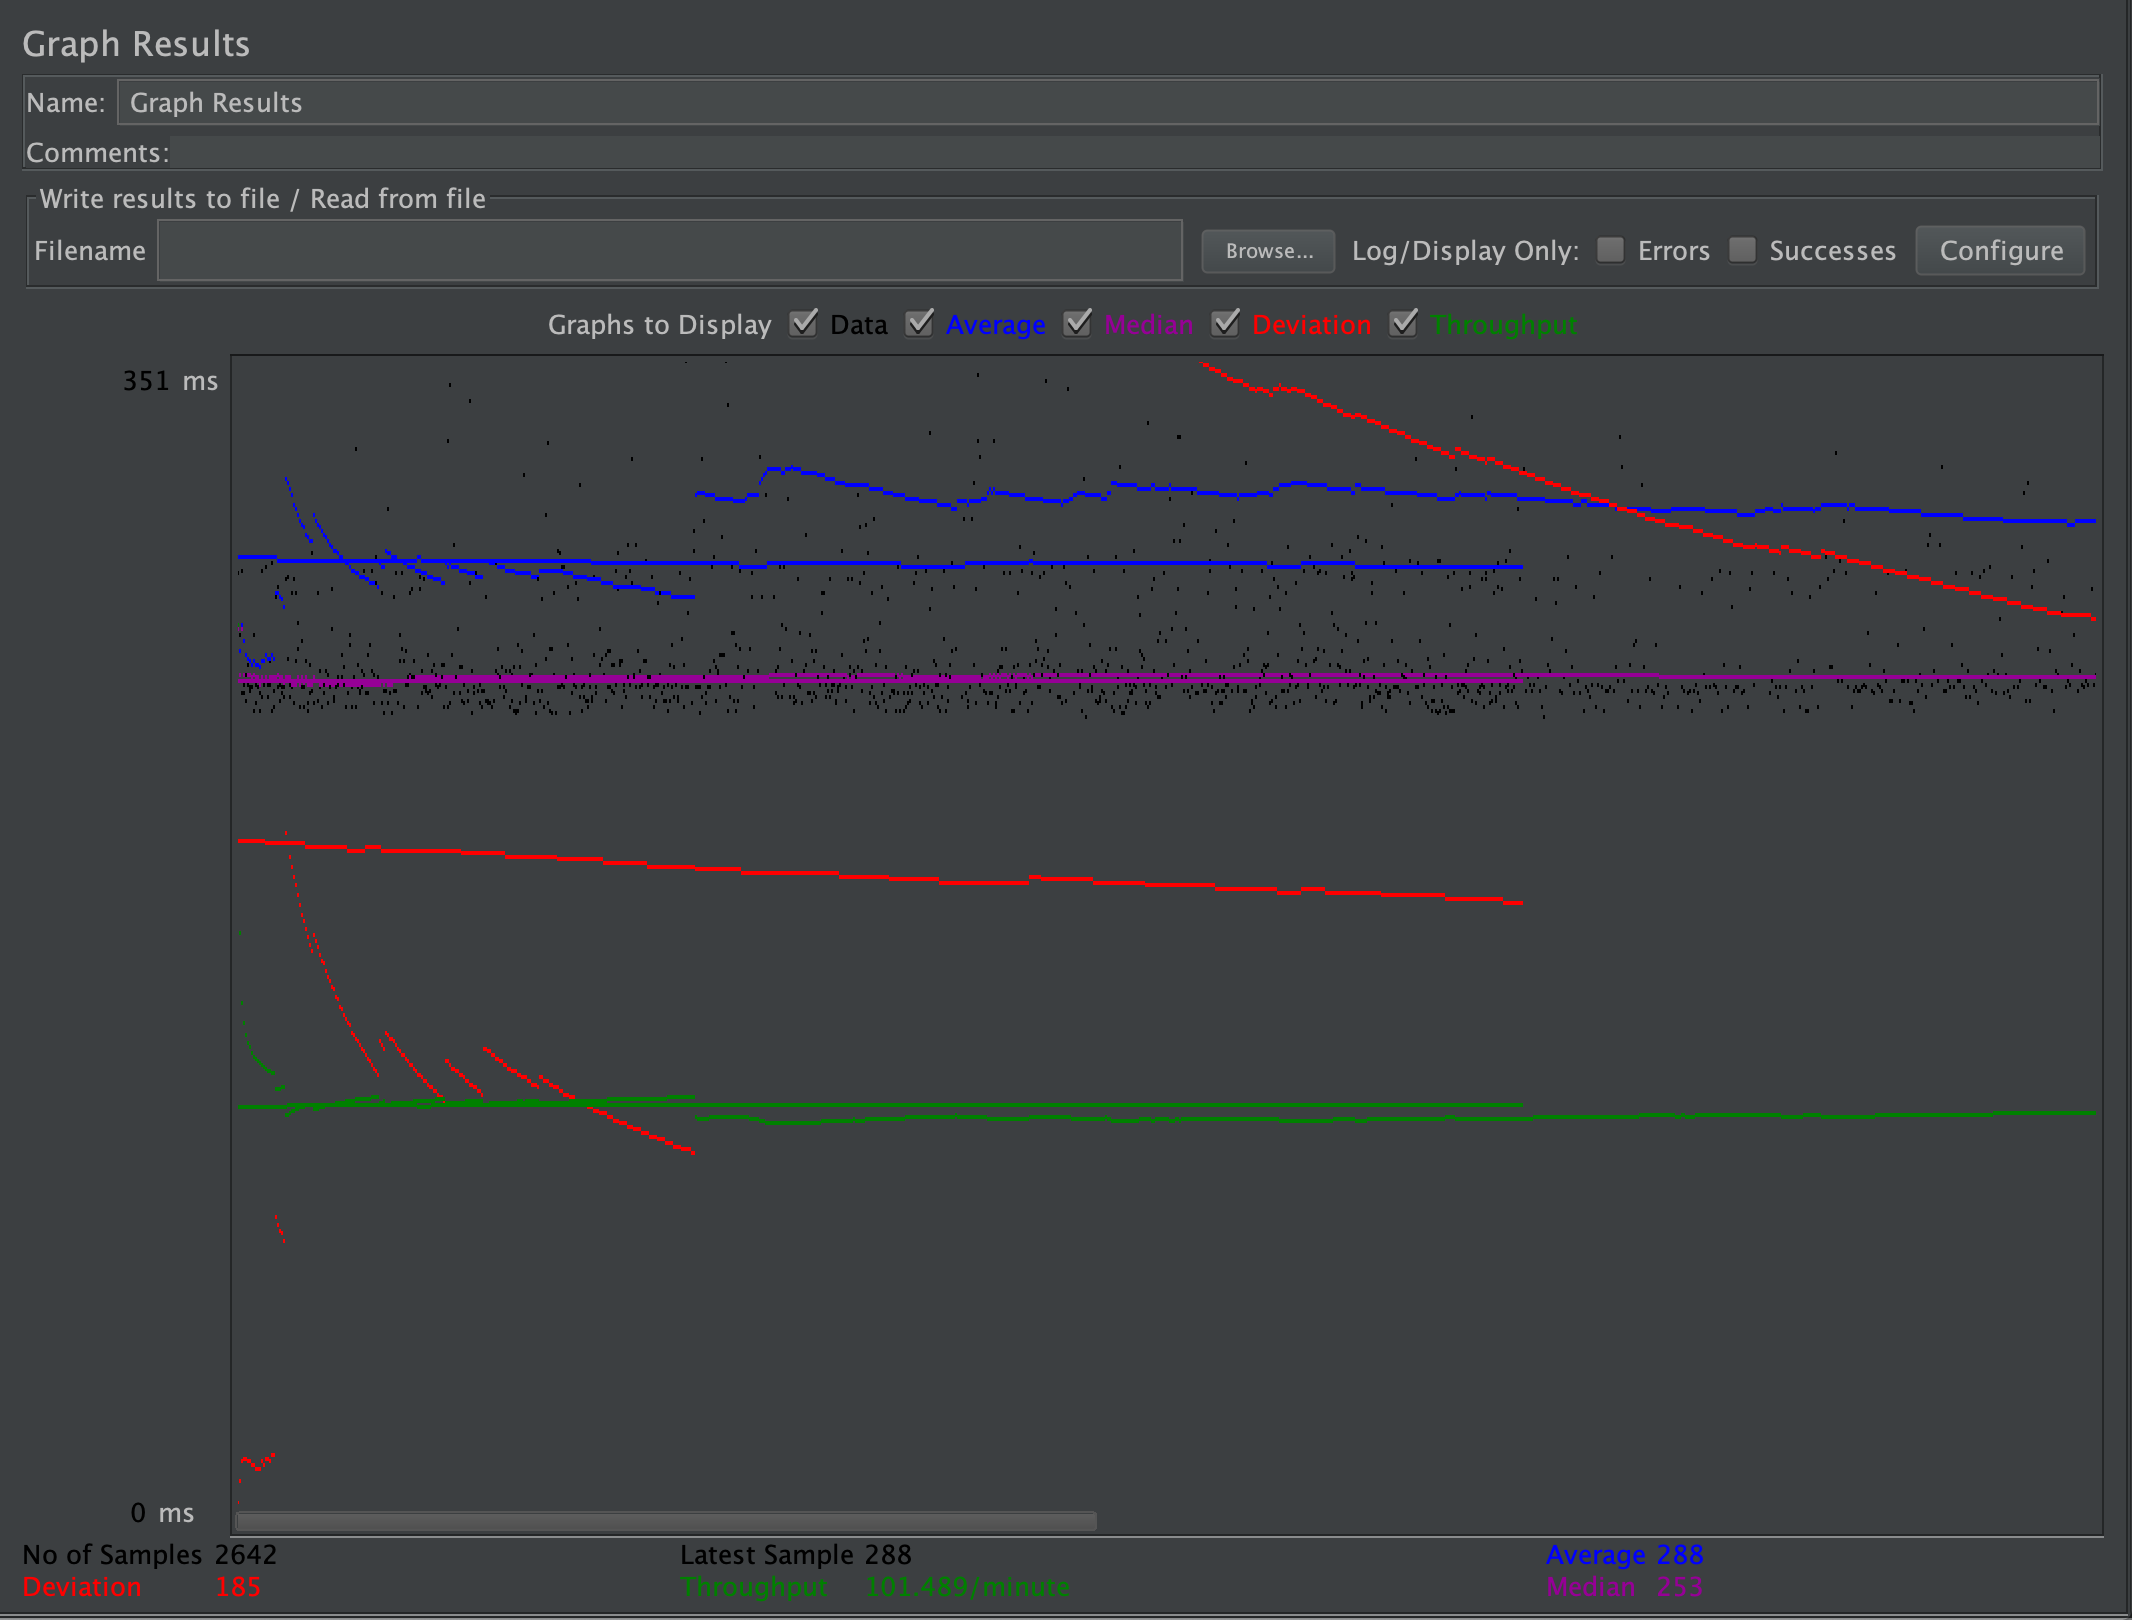 Graph Results
Name: Graph Results
Comments:
Write results to file / Read from file
Filename Browse... Log/Display Only: Errors Successes Configure
Graphs to Display Data Average Median Deviation Throughput
351 ms
0 ms
No of Samples 2642 Latest Sample 288 Average 288
Deviation 185 Throughput 101.489/minute Median 253